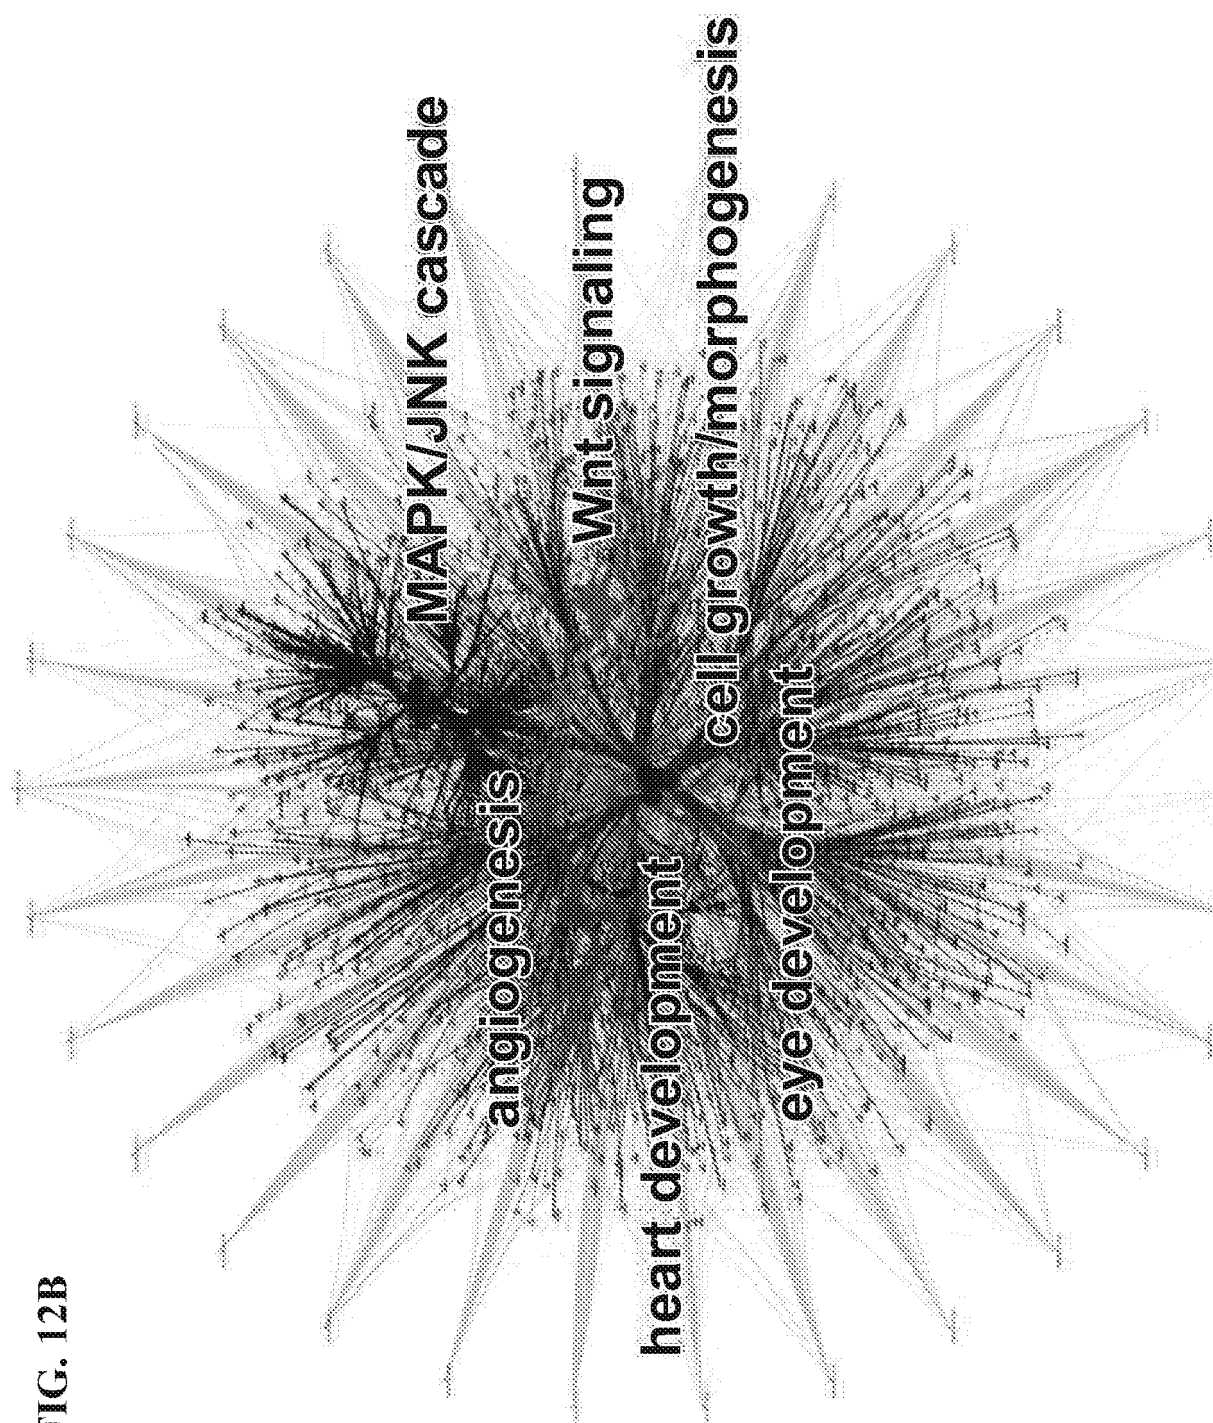 FIG. 12B
MAPK/JNK cascade
angiogenesis
Wnt signaling
heart development
cell growth/morphogenesis
eye development